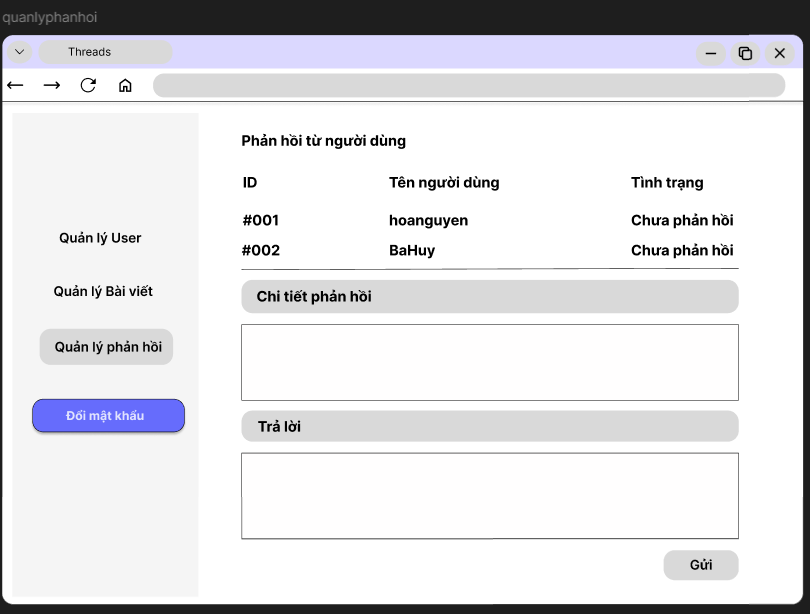 quanlyphanhoi
Threads
Phản hồi từ người dùng
ID Tên người dùng Tình trạng
#001 hoanguyen Chưa phản hồi
#002 BaHuy Chưa phản hồi
Quản lý User
Quản lý Bài viết
Quản lý phản hồi
Đổi mật khẩu
Chi tiết phản hồi
Trả lời
Gửi